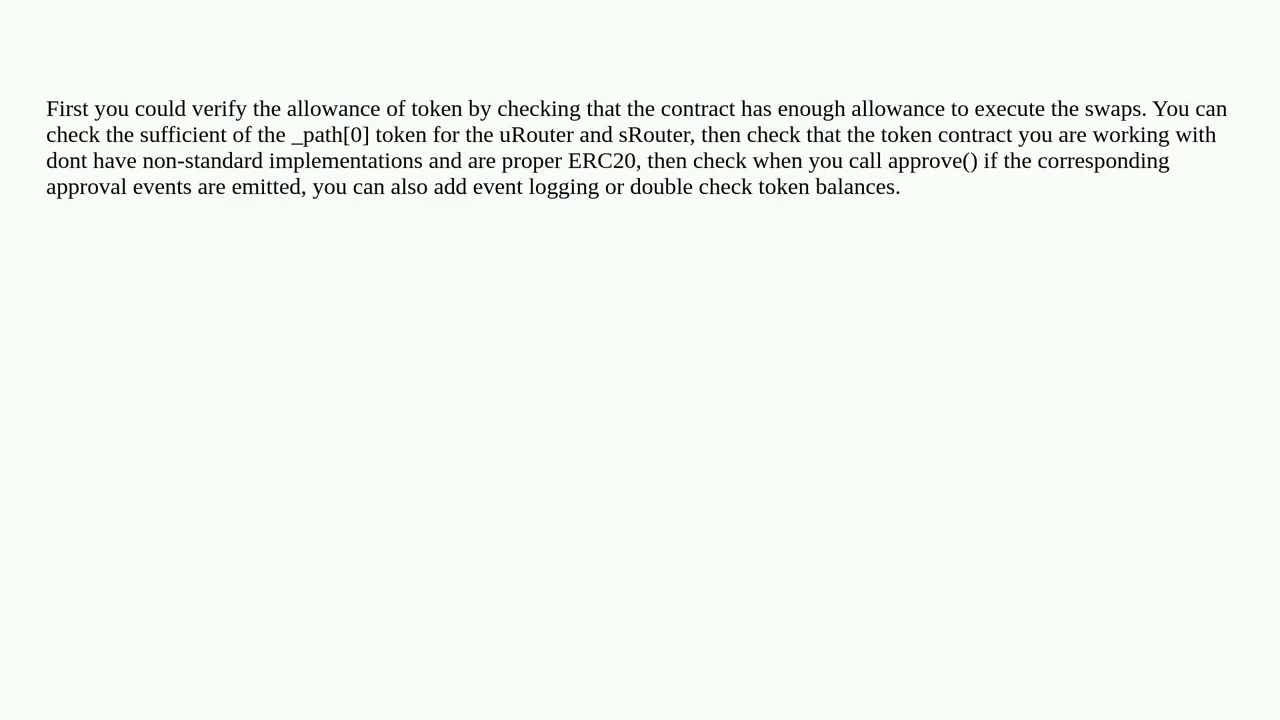 First you could verify the allowance of token by checking that the contract has enough allowance to execute the swaps. You can
check the sufficient of the _path[0] token for the uRouter and sRouter, then check that the token contract you are working with
dont have non-standard implementations and are proper ERC20, then check when you call approve() if the corresponding
approval events are emitted, you can also add event logging or double check token balances.